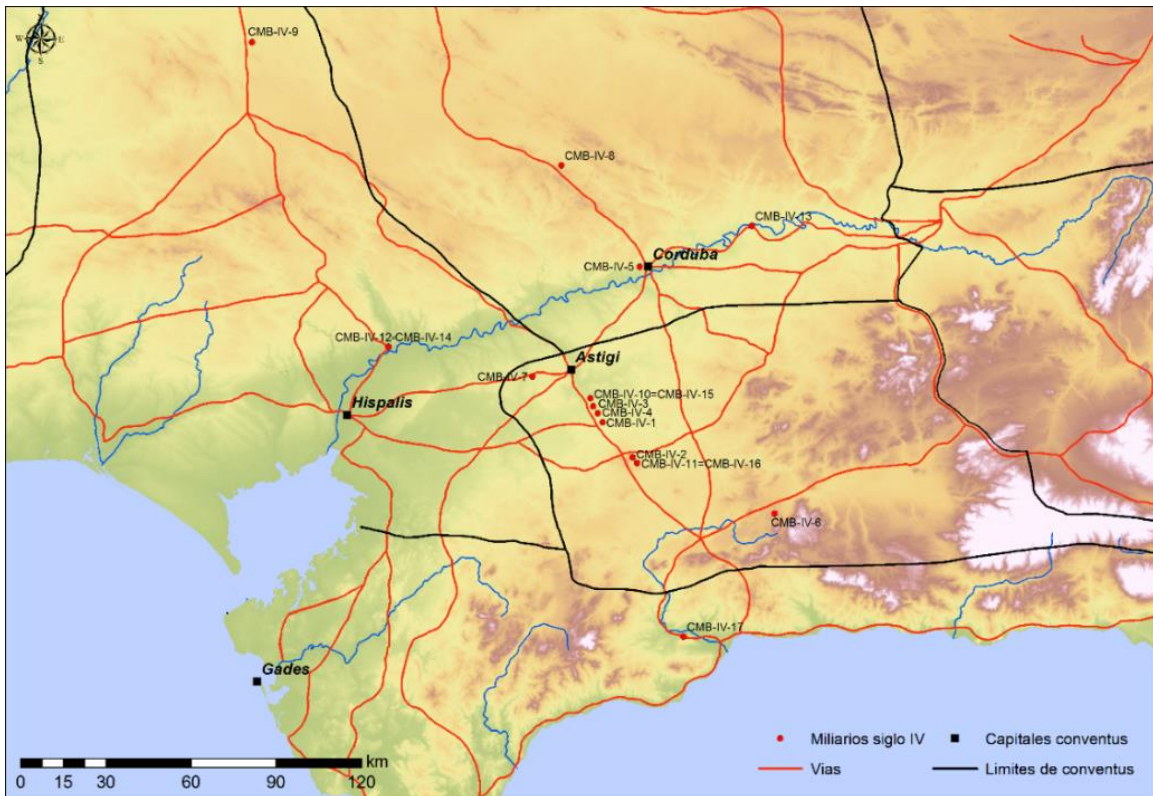 CMB-IV-9
N
W E
S
CMB-IV-8
CMB-IV-13
CMB-IV-5
Corduba
CMB-IV-12-CMB-IV-14
Astigi
CMB-IV-7
CMB-IV-10=CMB-IV-15
CMB-IV-3
Hispalis
CMB-IV-4
CMB-IV-1
CMB-IV-2
CMB-IV-11=CMB-IV-16
CMB-IV-6
CMB-IV-17
Gades
Miliarios siglo IV
Capitales conventus
Vias
Limites de conventus
km
0 15 30 60 90 120